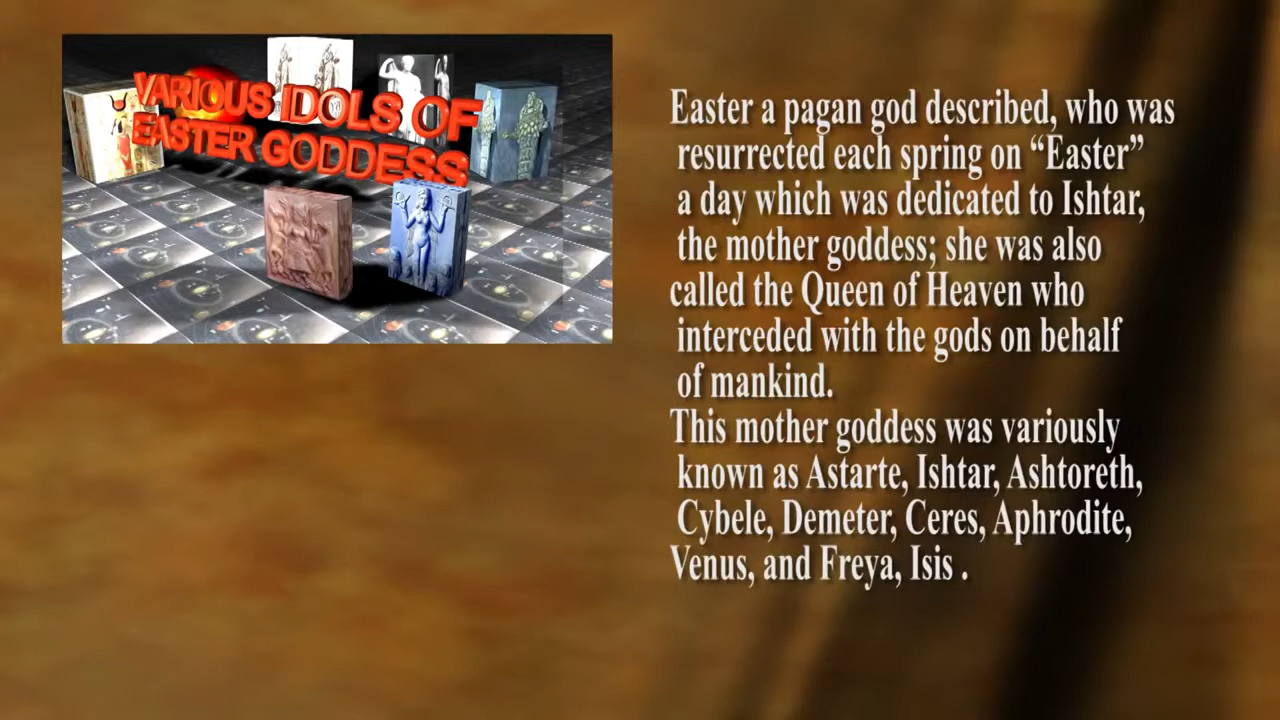 VARIOUS IDOLS OF
EASTER GODDESS
Easter a pagan god described, who was
resurrected each spring on “Easter”
a day which was dedicated to Ishtar,
the mother goddess; she was also
called the Queen of Heaven who
interceded with the gods on behalf
of mankind.
This mother goddess was variously
known as Astarte, Ishtar, Ashtoreth,
Cybele, Demeter, Ceres, Aphrodite,
Venus, and Freya, Isis .